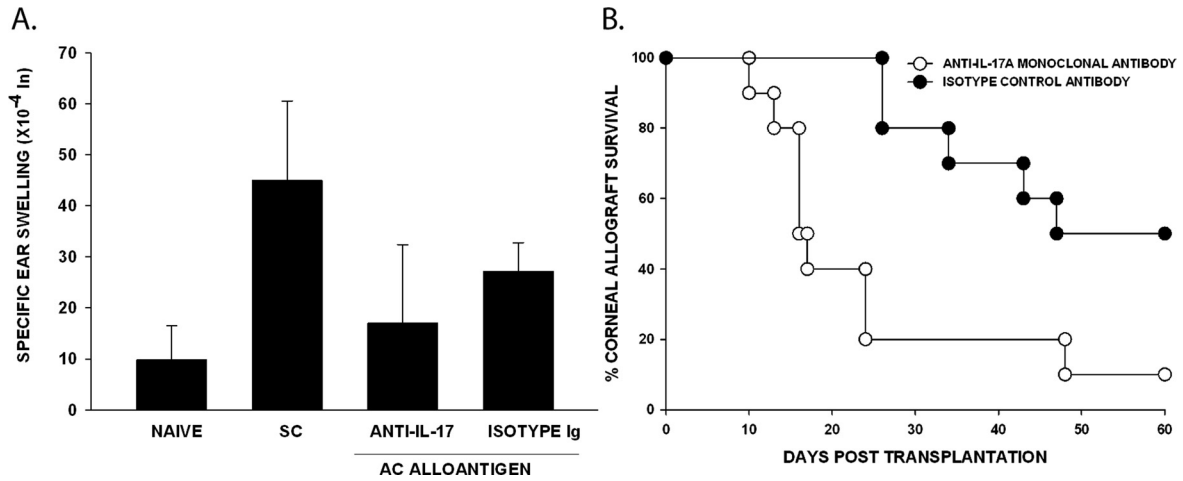 A.
SPECIFIC EAR SWELLING (X10-4 In)
70
60
50
40
30
20
10
0
NAIVE SC ANTI-IL-17 ISOTYPE Ig
AC ALLOANTIGEN
B.
% CORNEAL ALLOGRAFT SURVIVAL
100
80
60
40
20
0
ANTI-IL-17A MONOCLONAL ANTIBODY
ISOTYPE CONTROL ANTIBODY
0 10 20 30 40 50 60
DAYS POST TRANSPLANTATION